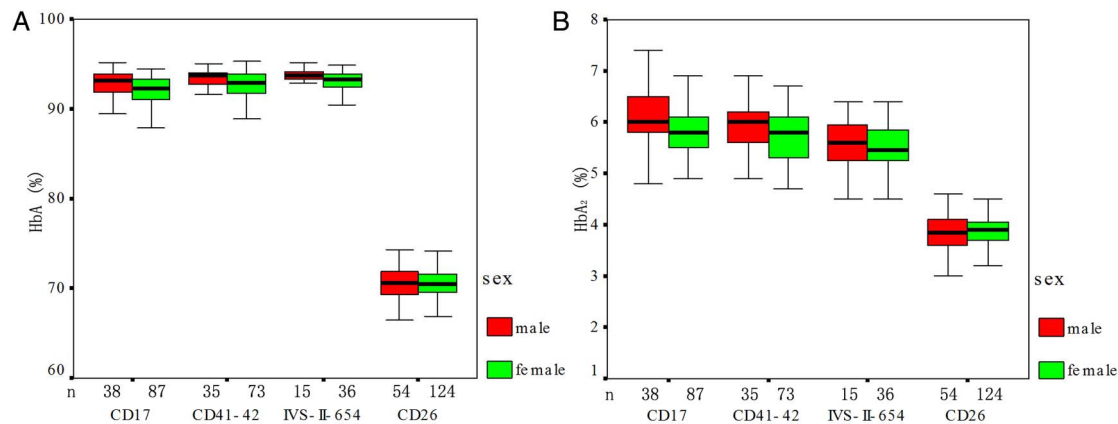 A
HbA (%)
100
90
80
70
60
n 38 87 35 73 15 36 54 124
CD17 CD41-42 IVS-II-654 CD26
sex
male
female
B
HbA₂ (%)
8
7
6
5
4
3
2
1
n 38 87 35 73 15 36 54 124
CD17 CD41-42 IVS-II-654 CD26
sex
male
female